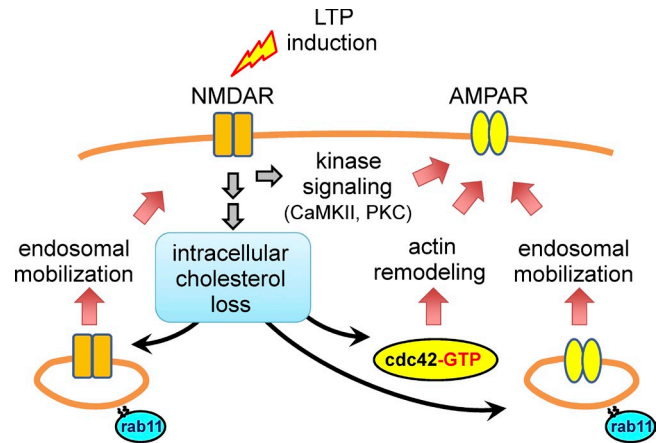 LTP
induction
NMDAR
AMPAR
kinase
signaling
(CaMKII, PKC)
endosomal
mobilization
intracellular
cholesterol
loss
actin
remodeling
endosomal
mobilization
cdc42-GTP
rab11
rab11